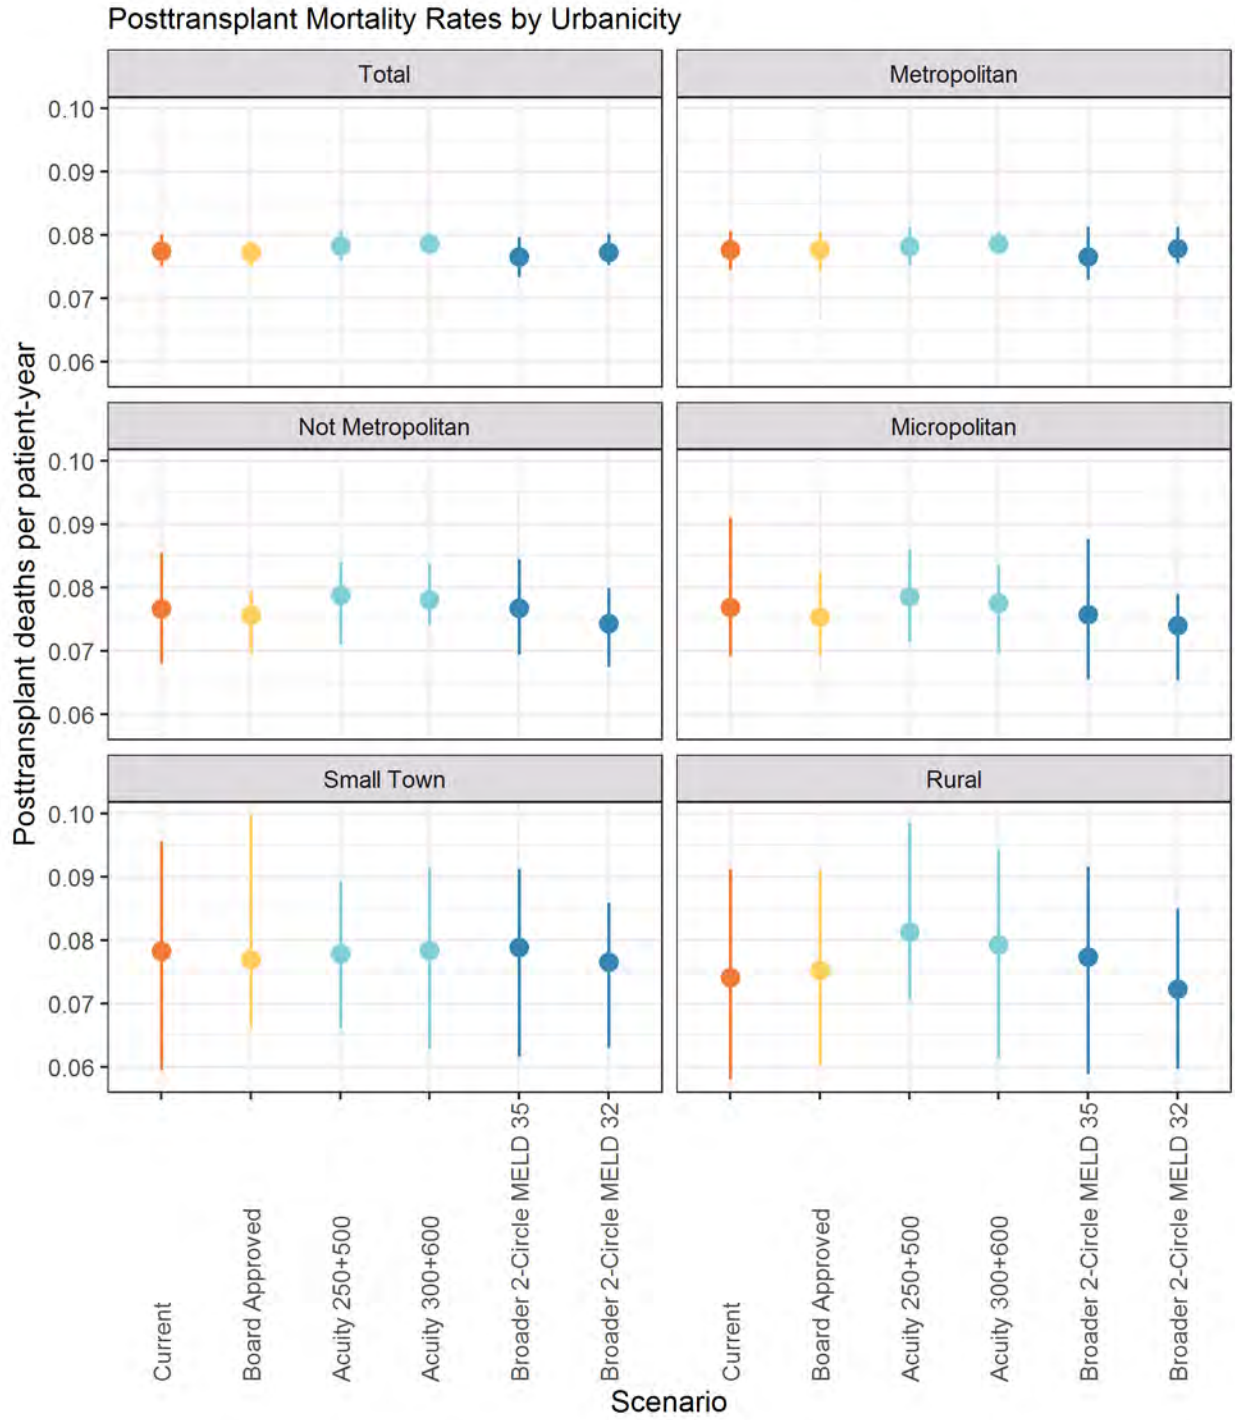 Posttransplant Mortality Rates by Urbanicity
Total
Metropolitan
0.10
0.09
0.08
0.07
0.06
Not Metropolitan
Micropolitan
0.10
0.09
0.08
0.07
0.06
Small Town
Rural
0.10
0.09
0.08
0.07
0.06
Posttransplant deaths per patient-year
Current
Board Approved
Acuity 250+500
Acuity 300+600
Broader 2-Circle MELD 35
Broader 2-Circle MELD 32
Current
Board Approved
Acuity 250+500
Acuity 300+600
Broader 2-Circle MELD 35
Broader 2-Circle MELD 32
Scenario